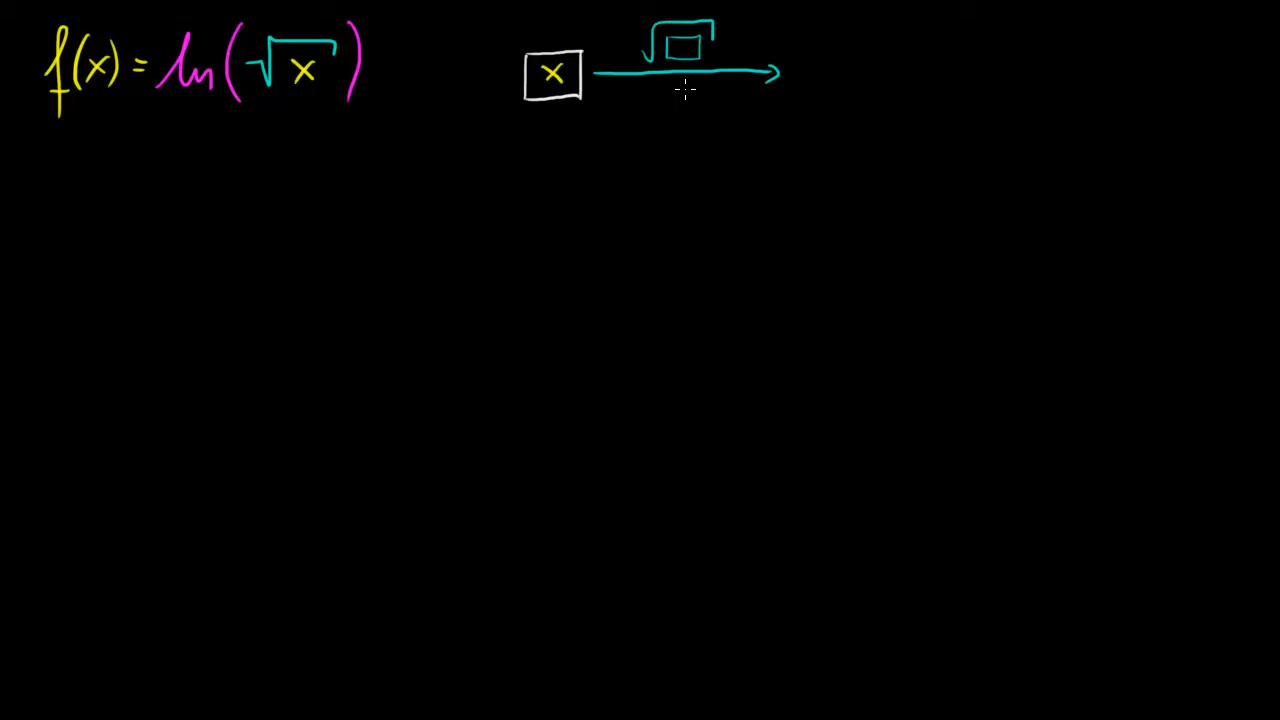 f(x) = ln(√x)
x √□ →